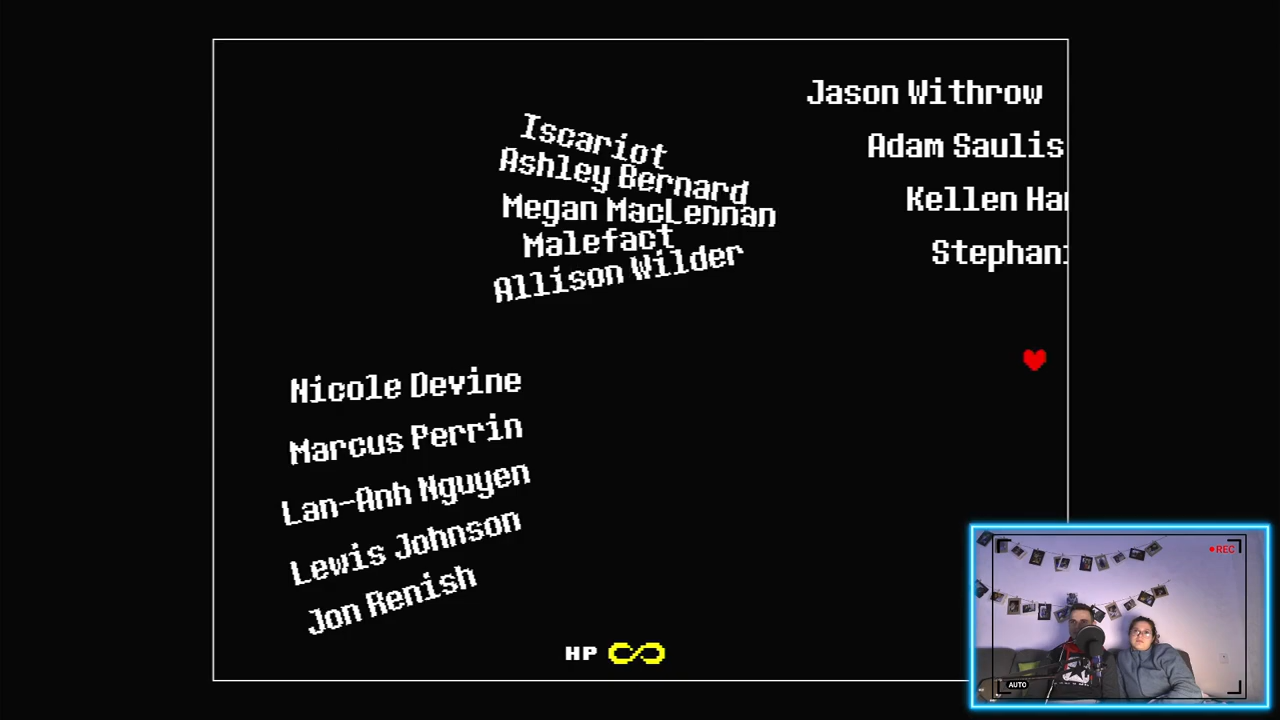 Jason Withrow
Adam Saulis
Kellen
Iscariot
Ashley Bernard
Megan MacLennan
Malefact
Allison Wilder
Nicole Devine
Marcus Perrin
Lan-Anh Nguyen
Lewis Johnson
Jon Renish
HP
REC
AUTO